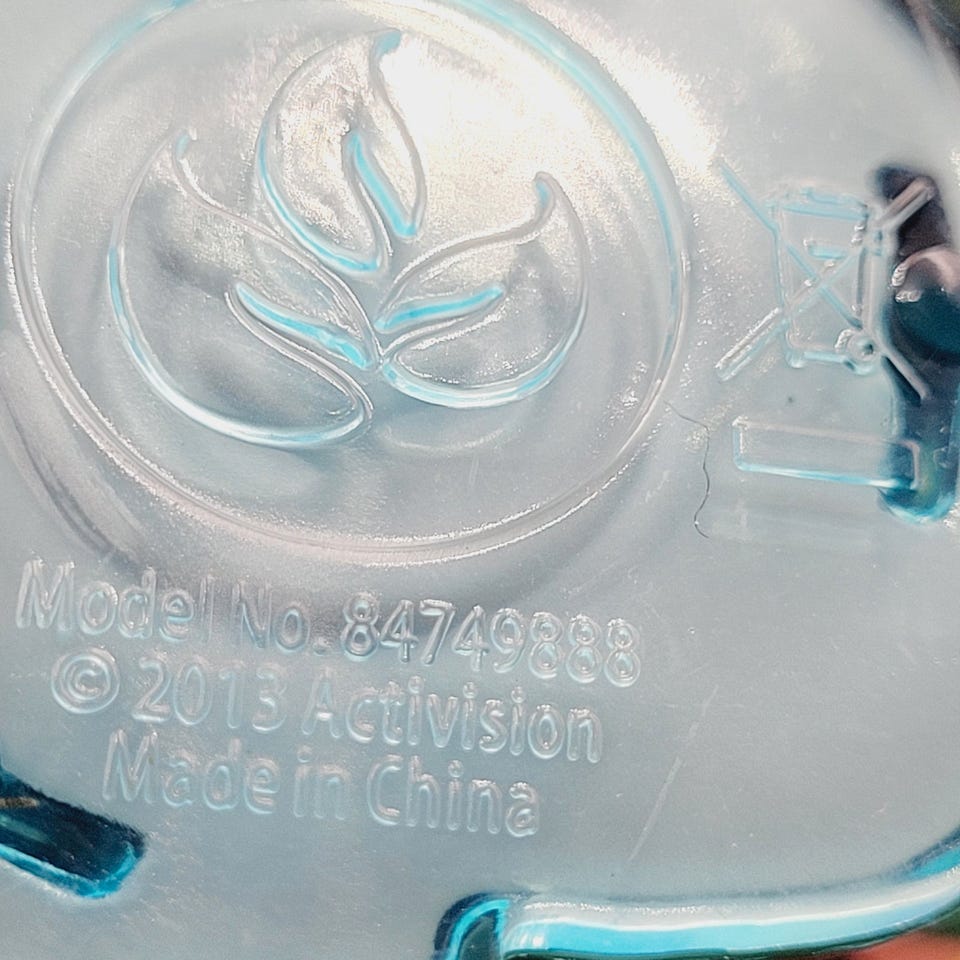 Model No. 84749888
© 2013 Activision
Made in China